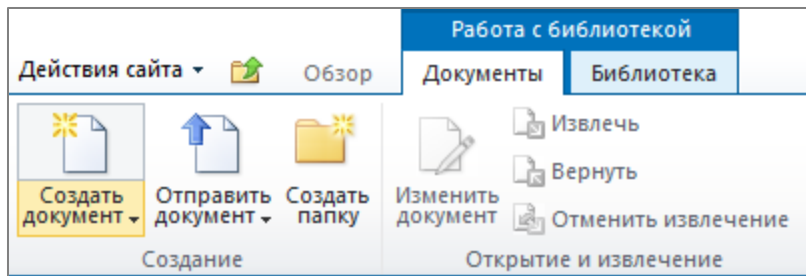 Работа с библиотекой
Действия сайта
Обзор
Документы
Библиотека
Создать
документ
Отправить
документ
Создать
папку
Изменить
документ
Извлечь
Вернуть
Отменить извлечение
Создание
Открытие и извлечение